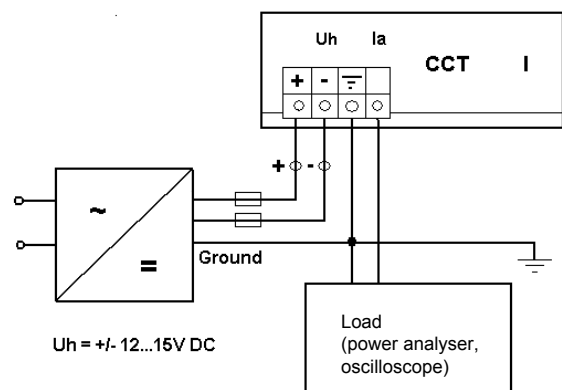 Uh Ia
CCT I
+ -
+ -
~
=
Ground
Uh = +/- 12...15V DC
Load
(power analyser,
oscilloscope)